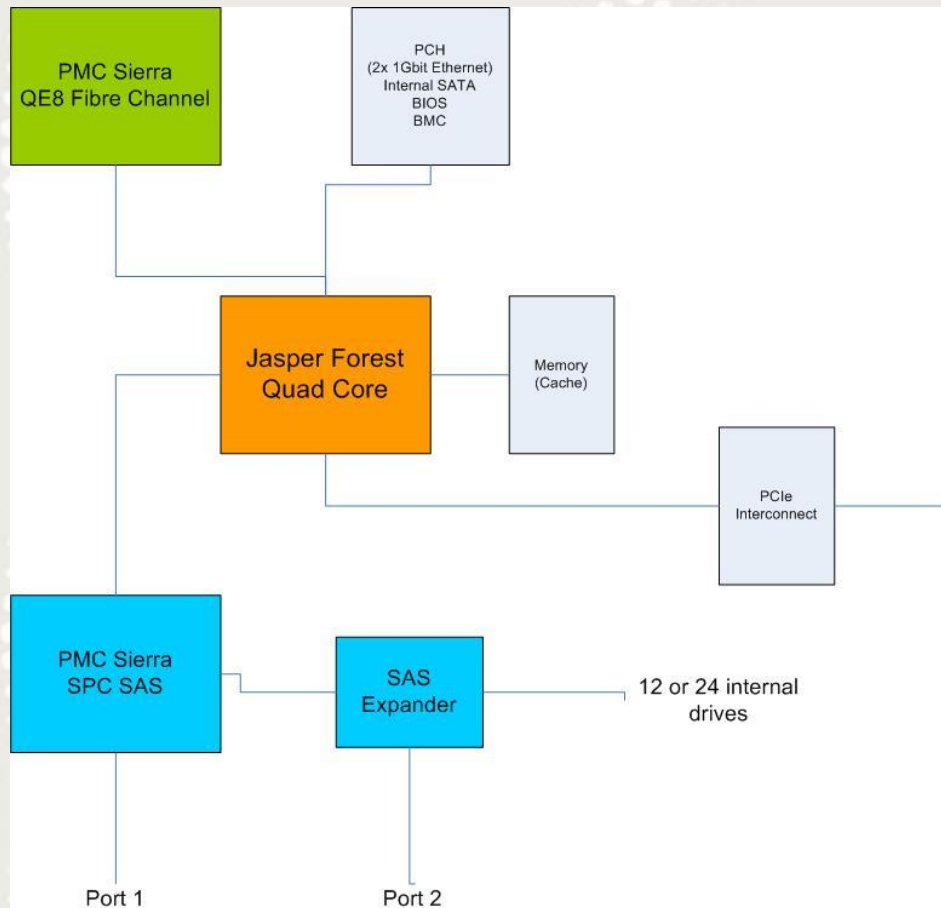 PMC Sierra
QE8 Fibre Channel
PCH
(2x 1Gbit Ethernet)
Internal SATA
BIOS
BMC
Jasper Forest
Quad Core
Memory
(Cache)
PCIe
Interconnect
PMC Sierra
SPC SAS
SAS
Expander
12 or 24 internal
drives
Port 1
Port 2